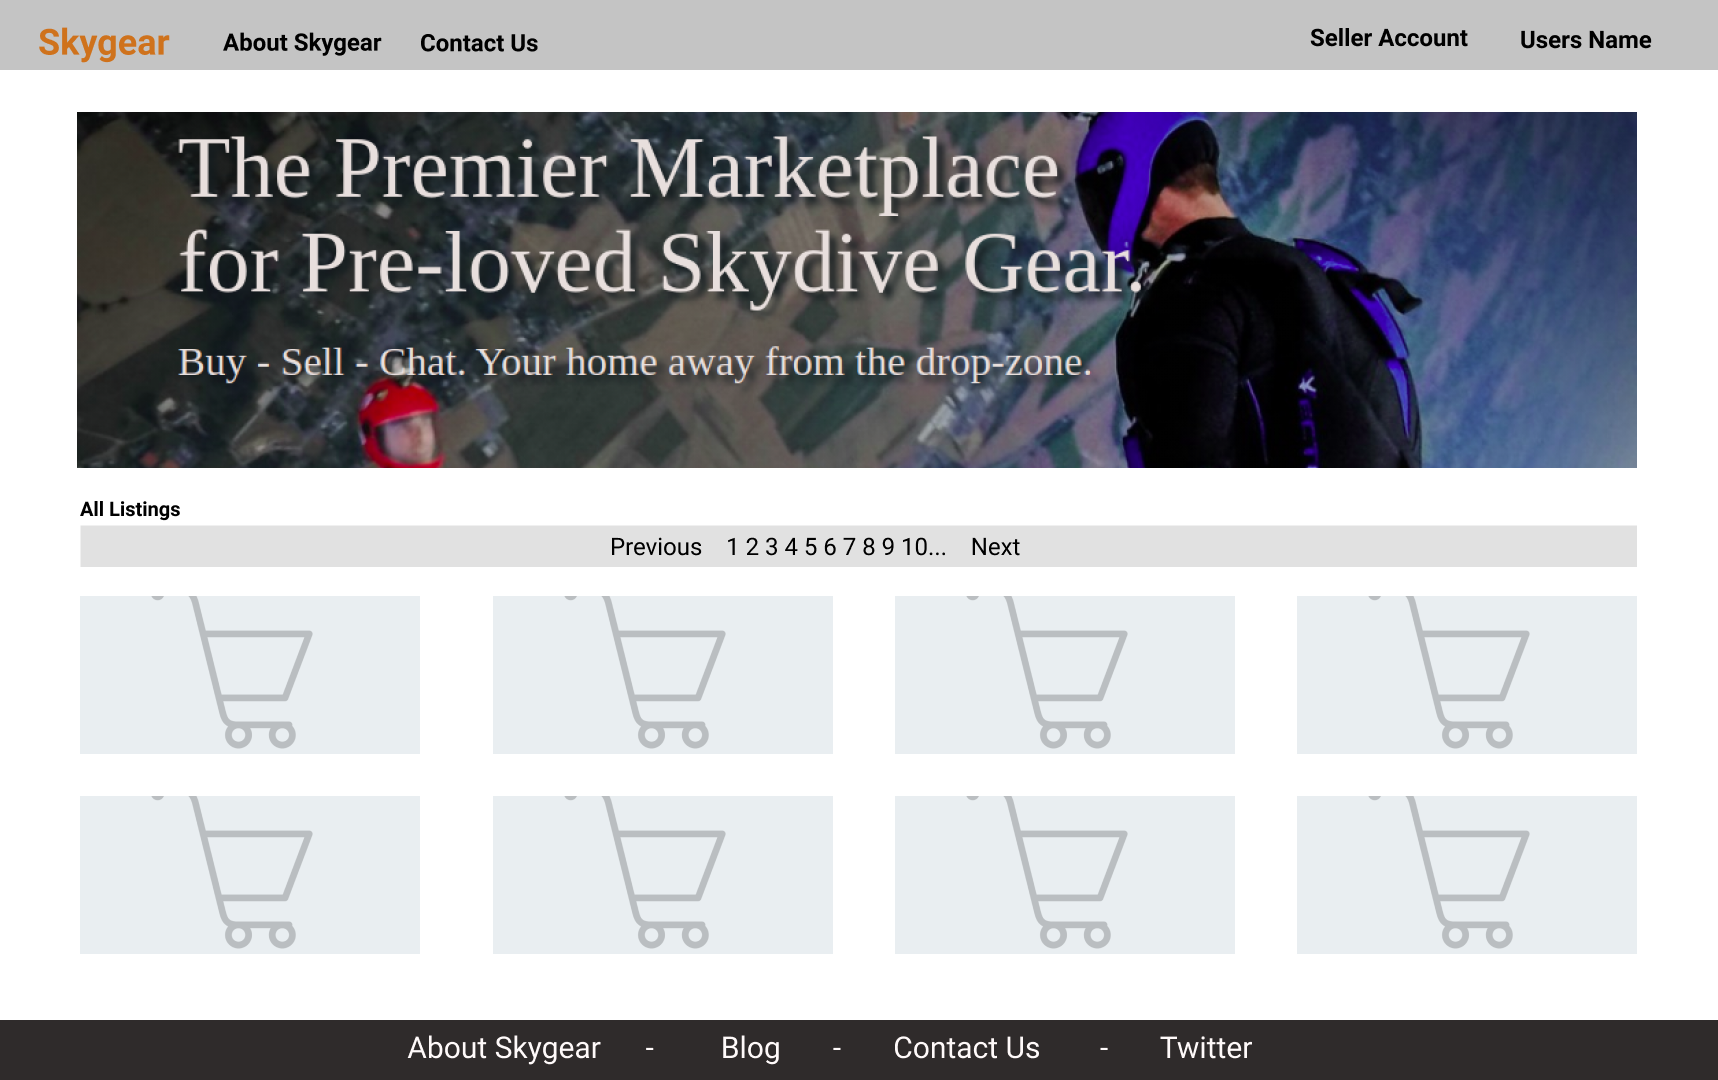 Skygear About Skygear Contact Us Seller Account Users Name
The Premier Marketplace
for Pre-loved Skydive Gear.
Buy - Sell - Chat. Your home away from the drop-zone.
All Listings
Previous 1 2 3 4 5 6 7 8 9 10... Next
About Skygear - Blog - Contact Us - Twitter